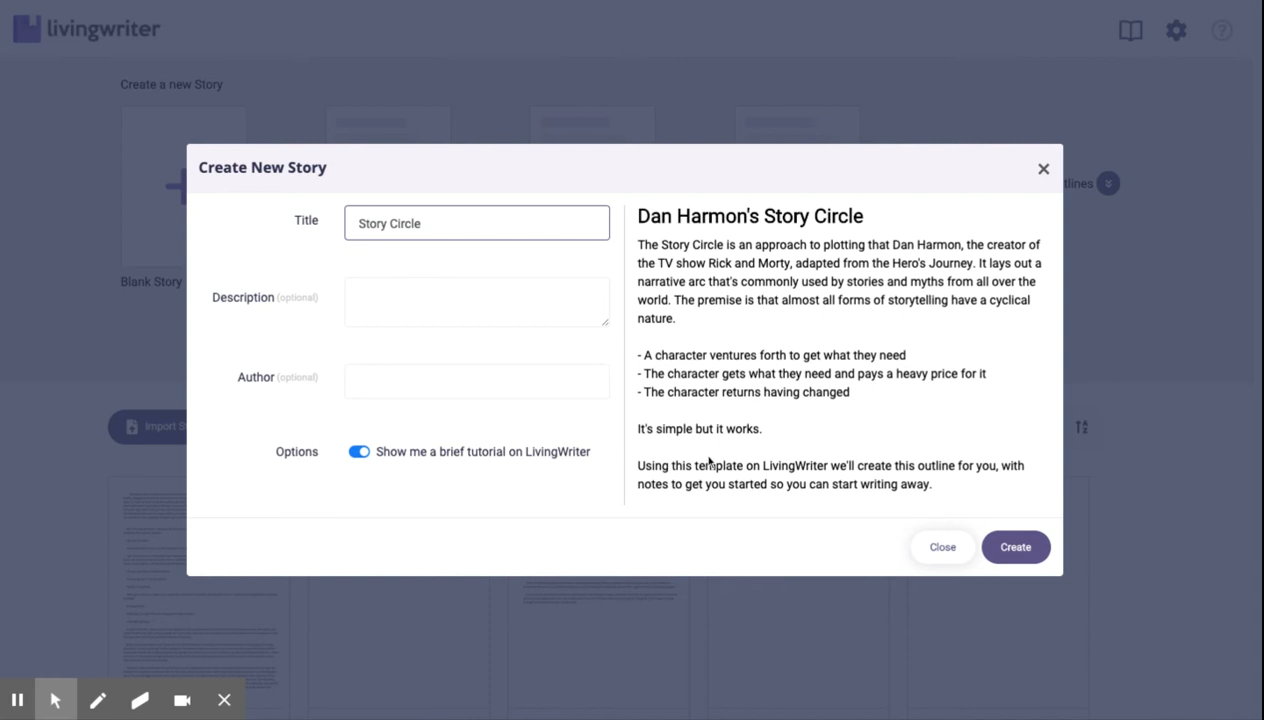 livingwriter
Create a new Story
Create New Story
Title
Story Circle
Description (optional)
Author (optional)
Options
Show me a brief tutorial on LivingWriter
Dan Harmon's Story Circle
The Story Circle is an approach to plotting that Dan Harmon, the creator of
the TV show Rick and Morty, adapted from the Hero's Journey. It lays out a
narrative arc that's commonly used by stories and myths from all over the
world. The premise is that almost all forms of storytelling have a cyclical
nature.
- A character ventures forth to get what they need
- The character gets what they need and pays a heavy price for it
- The character returns having changed
It's simple but it works.
Using this template on LivingWriter we'll create this outline for you, with
notes to get you started so you can start writing away.
Close
Create
tlines
Blank Story
Import S